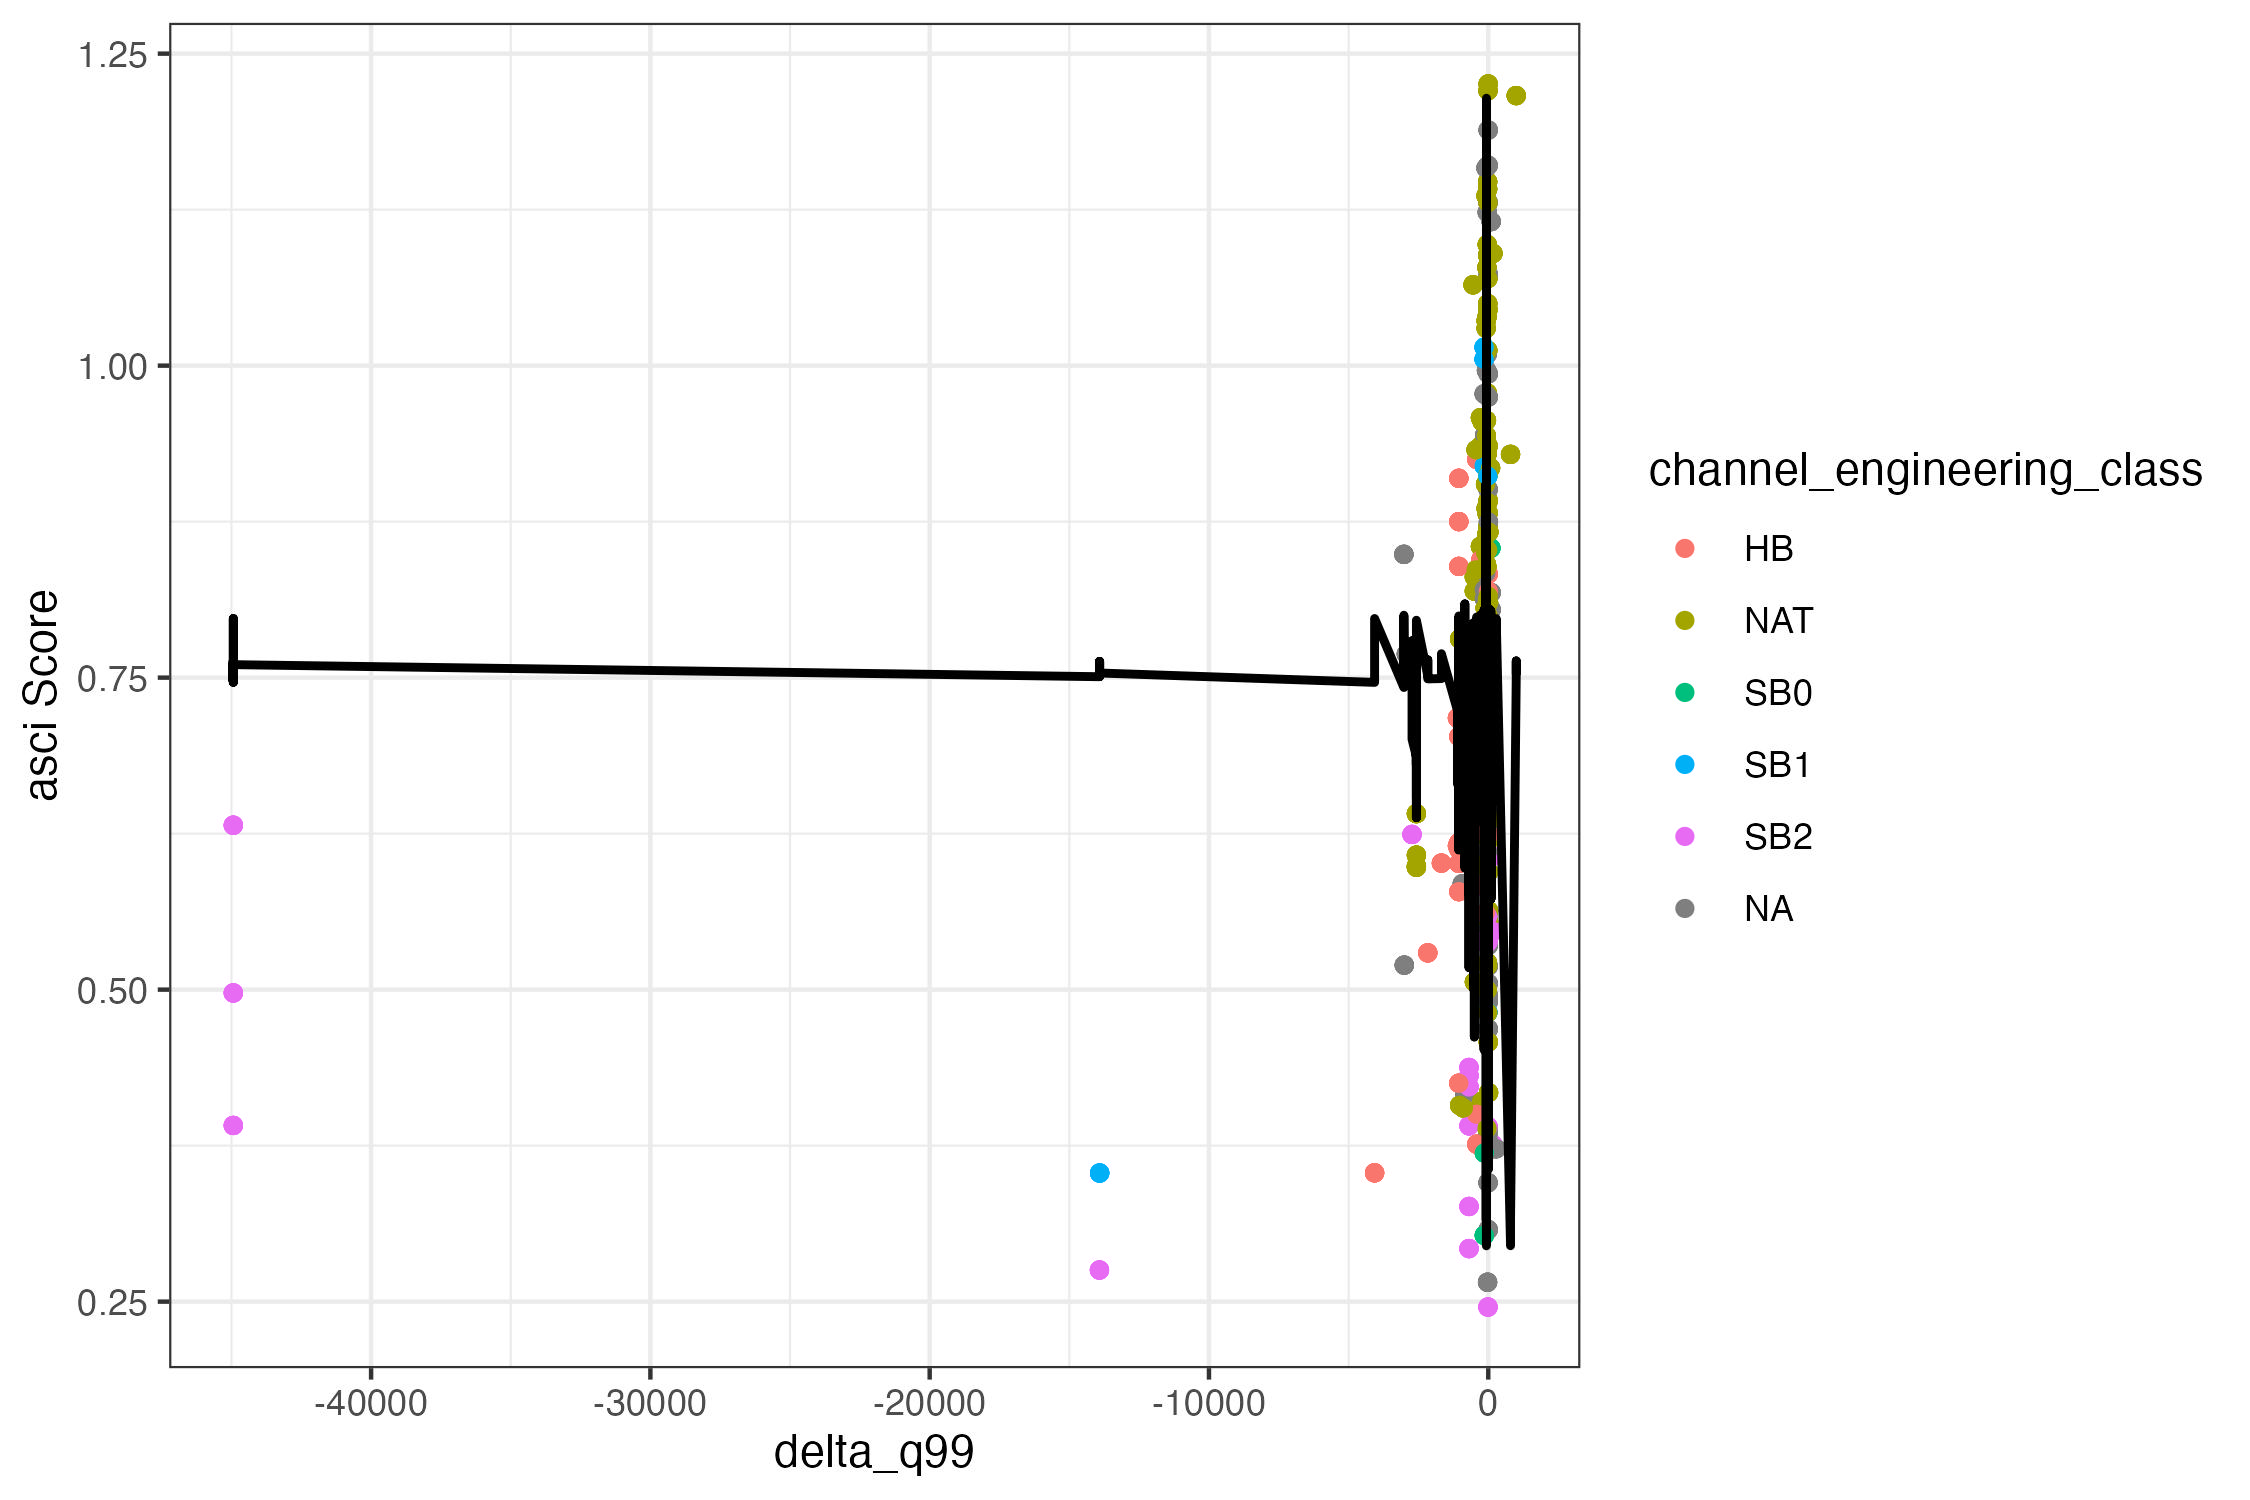 1.25
1.00
0.75
0.50
0.25
asci Score
-40000
-30000
-20000
-10000
0
delta_q99
channel_engineering_class
HB
NAT
SB0
SB1
SB2
NA